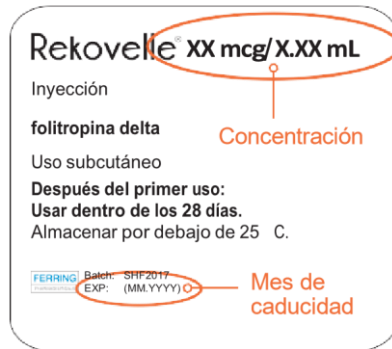 Rekovelle® XX mcg/X.XX mL
Inyección
folitropina delta
Concentración
Uso subcutáneo
Después del primer uso:
Usar dentro de los 28 días.
Almacenar por debajo de 25 C.
FERRING
Batch: SHF2017
EXP: (MM.YYYY)
Mes de
caducidad